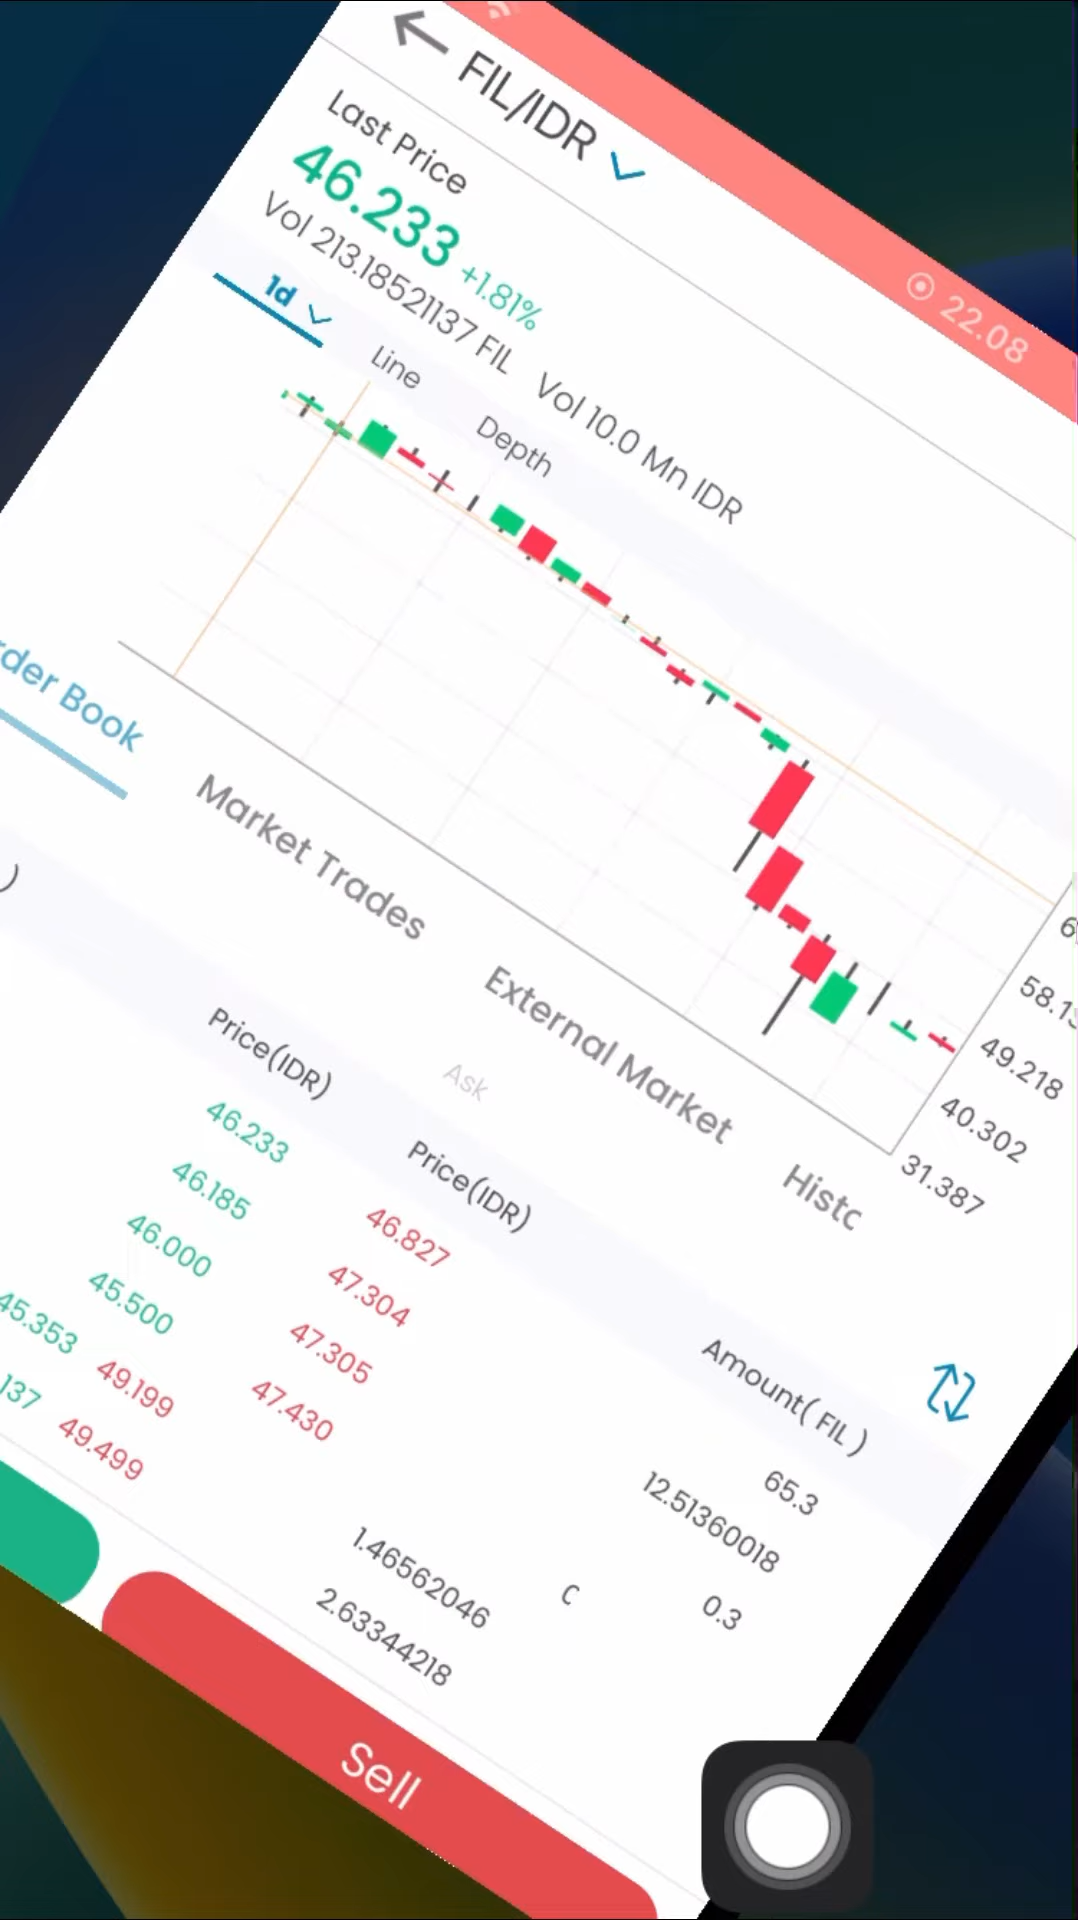 22.08
FIL/IDR
Last Price
46.233 +1.81%
Vol 213.18521137 FIL Vol 10.0 Mn IDR
1d Line Depth
58.1
49.218
40.302
31.387
Book Market Trades External Market
Ask
Price(IDR) Price(IDR) Amount( FIL )
46.233 46.827 65.3
46.185 47.304 12.51360018
46.000 47.305 0.3
45.500 47.430
45.353 49.199 1.46562046
137 49.499 2.63344218
Sell